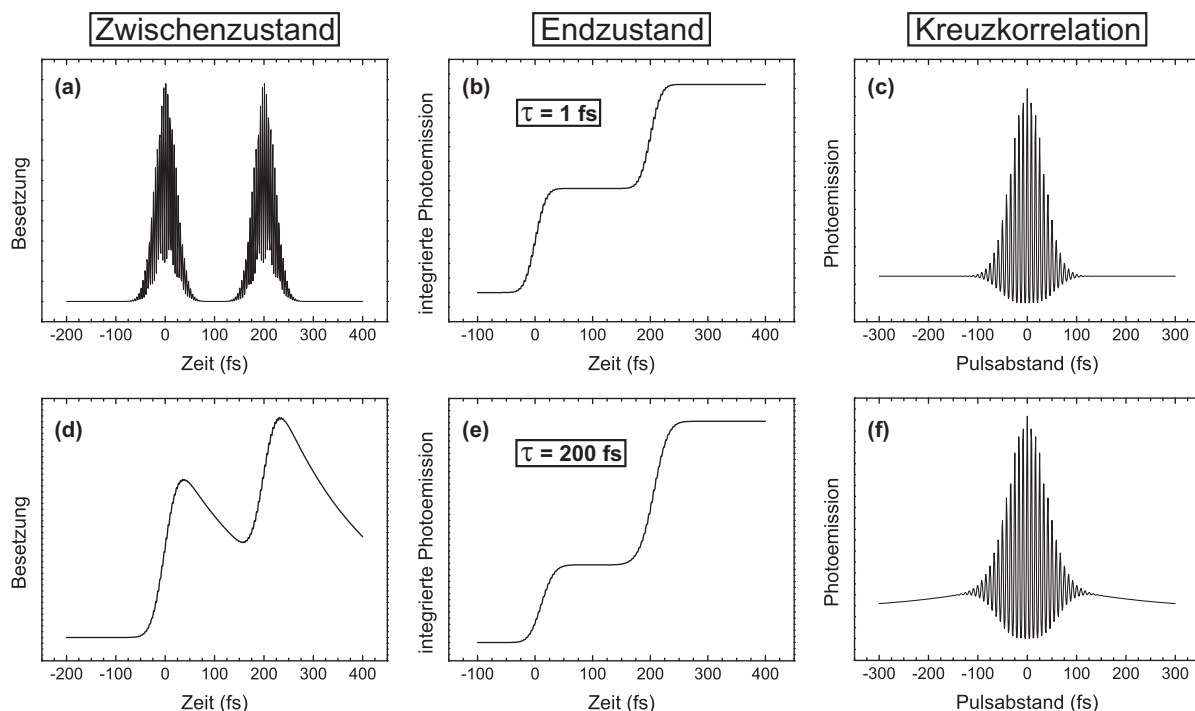 Zwischenzustand
Endzustand
Kreuzkorrelation
(a)
Besetzung
-200 -100 0 100 200 300 400
Zeit (fs)
(b)
τ = 1 fs
integrierte Photoemission
-100 0 100 200 300 400
Zeit (fs)
(c)
Photoemission
-300 -200 -100 0 100 200 300
Pulsabstand (fs)
(d)
Besetzung
-200 -100 0 100 200 300 400
Zeit (fs)
(e)
τ = 200 fs
integrierte Photoemission
-100 0 100 200 300 400
Zeit (fs)
(f)
Photoemission
-300 -200 -100 0 100 200 300
Pulsabstand (fs)